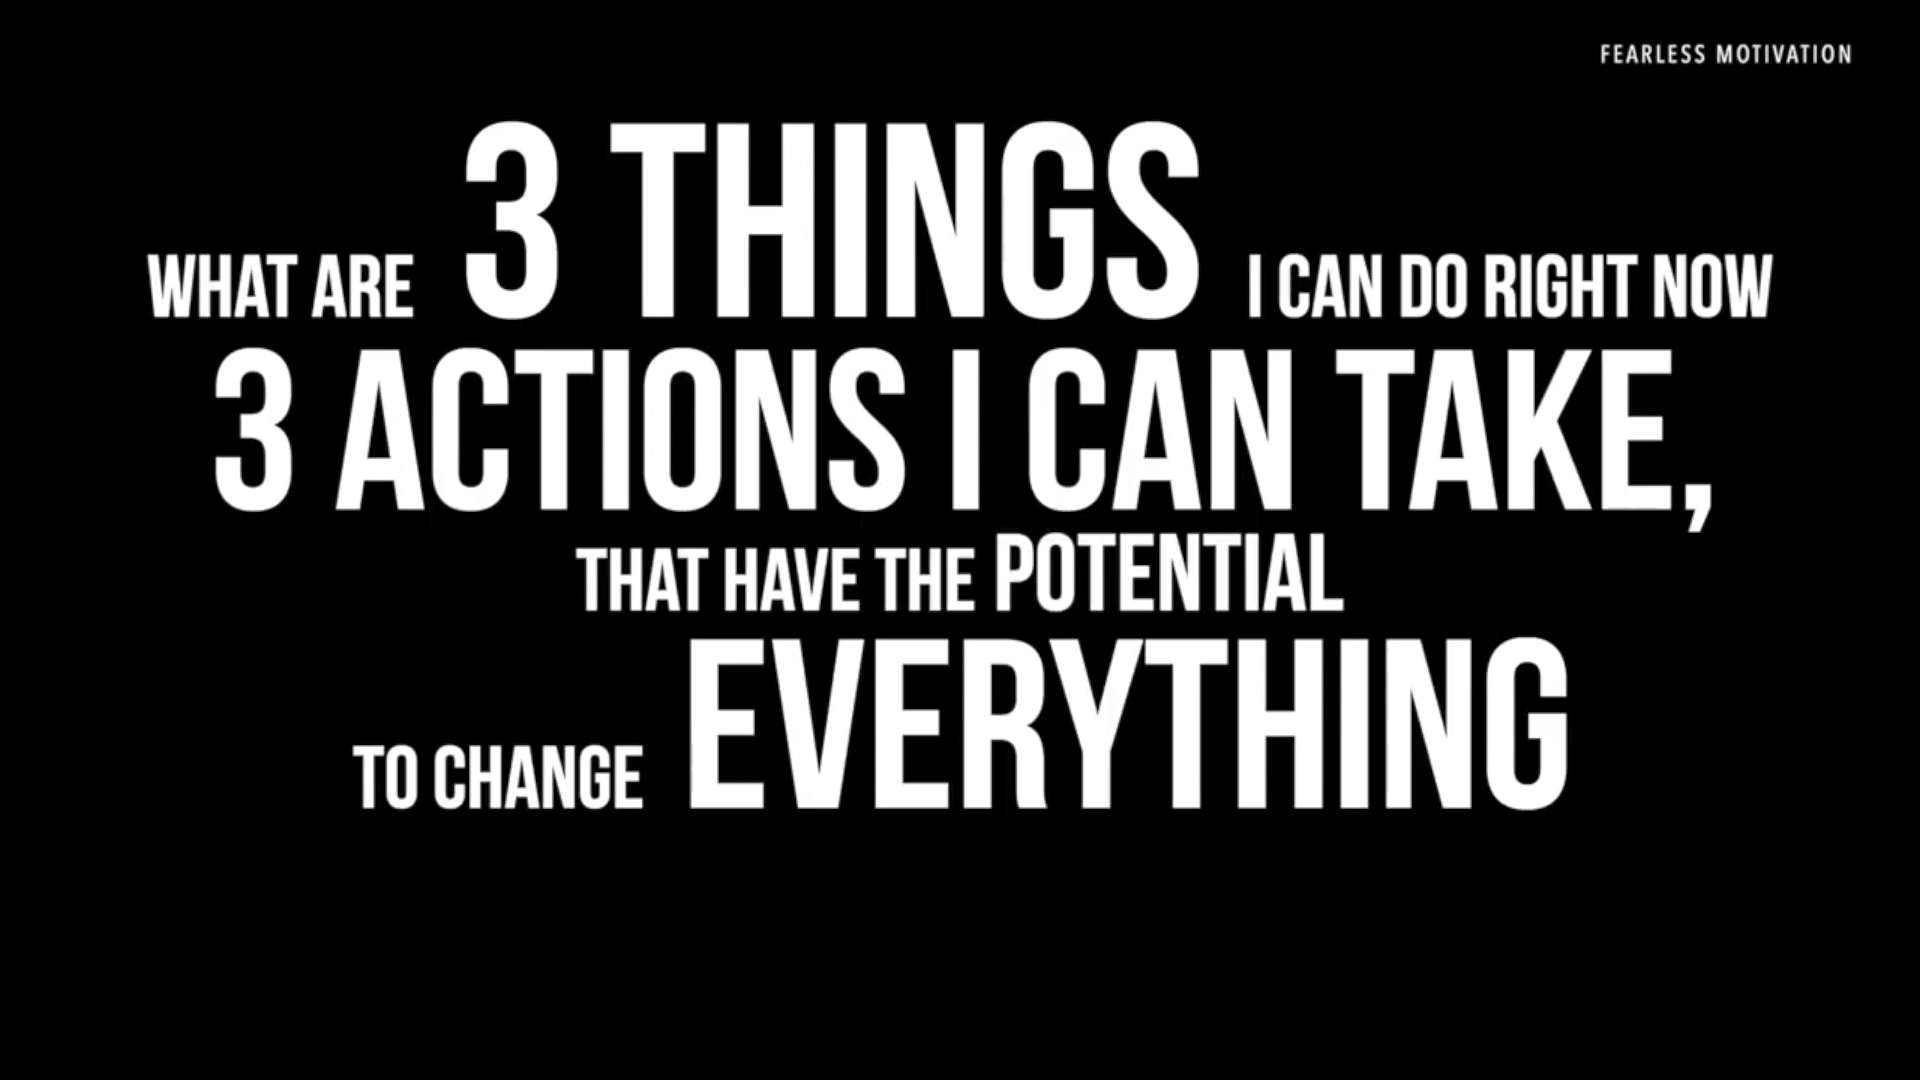 FEARLESS MOTIVATION
WHAT ARE 3 THINGS I CAN DO RIGHT NOW
3 ACTIONS I CAN TAKE,
THAT HAVE THE POTENTIAL
TO CHANGE EVERYTHING